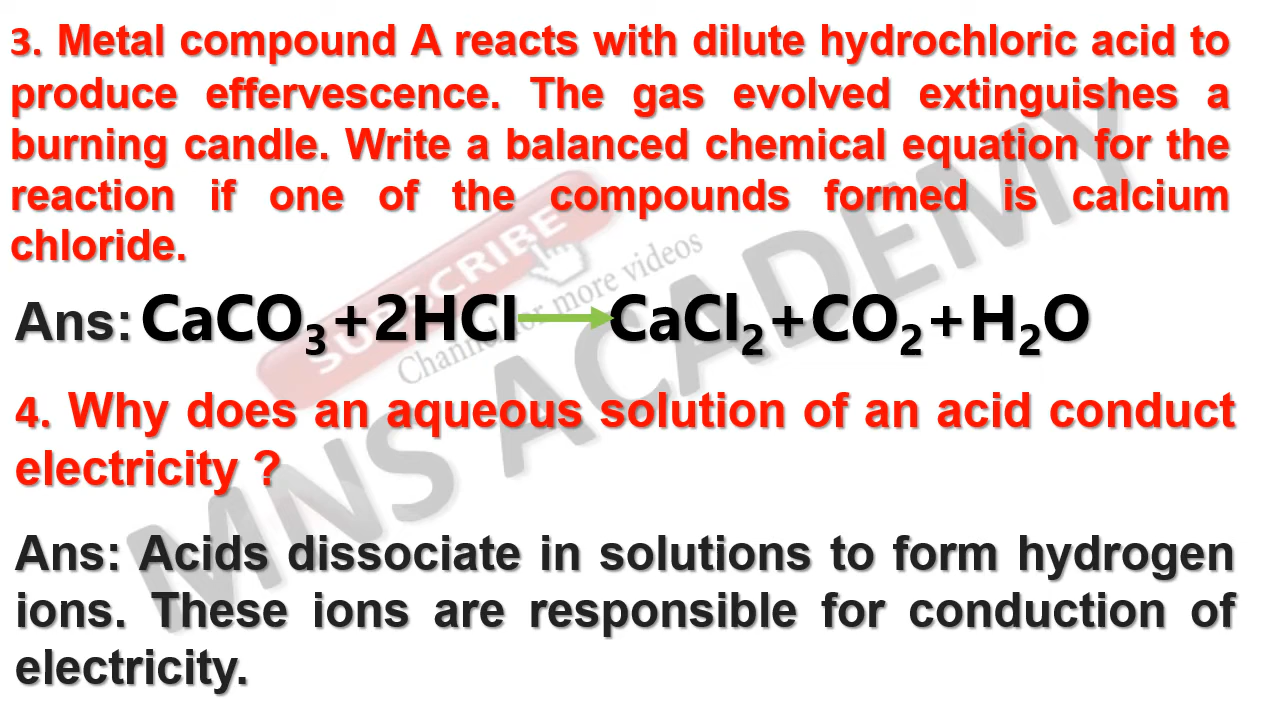 3. Metal compound A reacts with dilute hydrochloric acid to
produce effervescence. The gas evolved extinguishes a
burning candle. Write a balanced chemical equation for the
reaction if one of the compounds formed is calcium
chloride.
Ans: CaCO₃+2HCl→CaCl₂+CO₂+H₂O
4. Why does an aqueous solution of an acid conduct
electricity ?
Ans: Acids dissociate in solutions to form hydrogen
ions. These ions are responsible for conduction of
electricity.
SUBSCRIBE
Channel for more videos
MNS ACADEMY